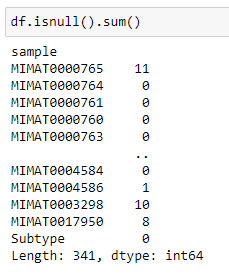 df.isnull().sum()
sample
MIMAT0000765    11
MIMAT0000764     0
MIMAT0000761     0
MIMAT0000760     0
MIMAT0000763     0
                ..
MIMAT0004584     0
MIMAT0004586     1
MIMAT0003298    10
MIMAT0017950     8
Subtype          0
Length: 341, dtype: int64